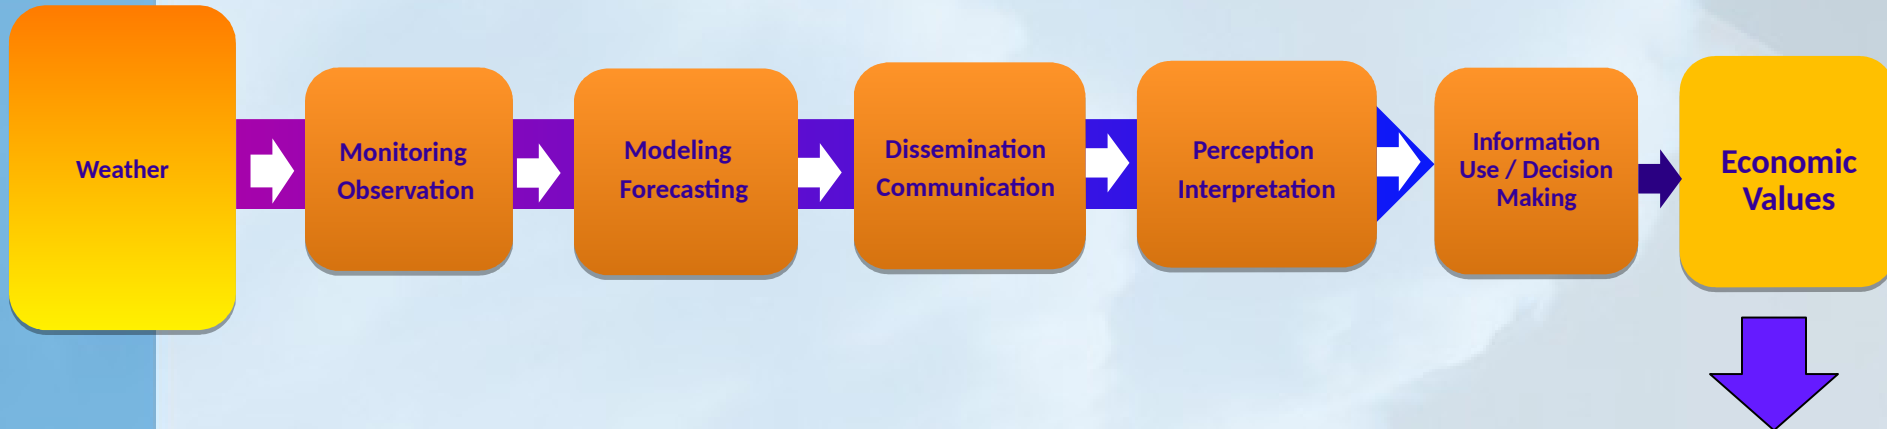 Weather
Monitoring
Observation
Modeling
Forecasting
Dissemination
Communication
Perception
Interpretation
Information
Use / Decision
Making
Economic
Values